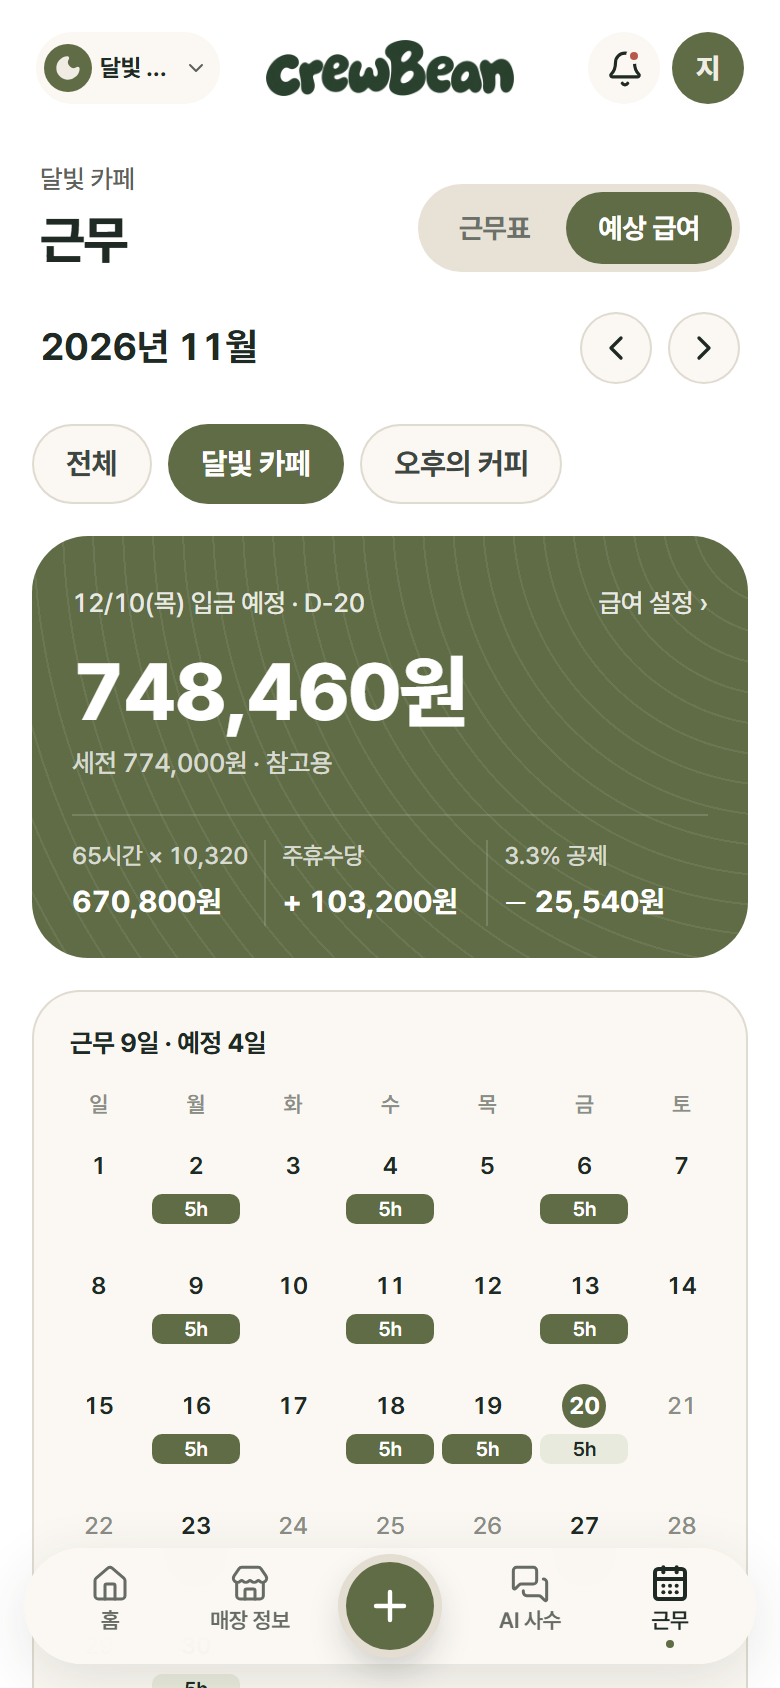 달빛 ...
crewBean
지
달빛 카페
근무
근무표
예상 급여
2026년 11월
전체
달빛 카페
오후의 커피
12/10(목) 입금 예정 · D-20
급여 설정 ›
748,460원
세전 774,000원 · 참고용
65시간 × 10,320
주휴수당
3.3% 공제
670,800원
+ 103,200원
− 25,540원
근무 9일 · 예정 4일
일 월 화 수 목 금 토
1 2 3 4 5 6 7
5h 5h 5h
8 9 10 11 12 13 14
5h 5h 5h
15 16 17 18 19 20 21
5h 5h 5h 5h
22 23 24 25 26 27 28
홈
매장 정보
AI 사수
근무
30
5h